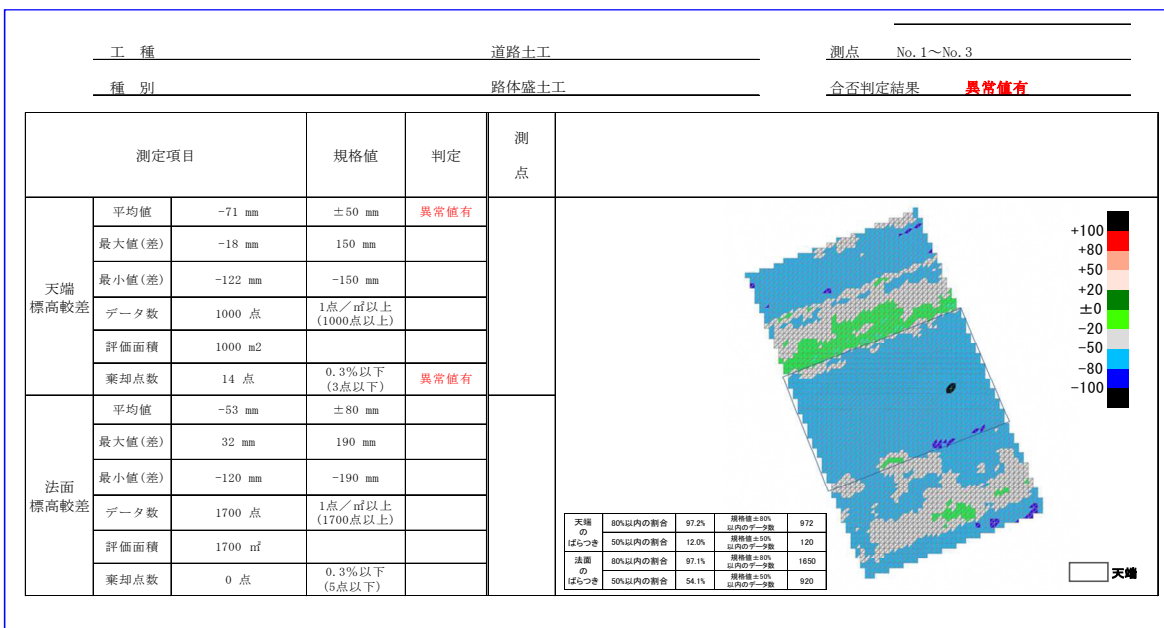 工 種 道路土工 測点 No.1～No.3
種 別 路体盛土工 合否判定結果 異常値有
測定項目 規格値 判定 測点
天端標高較差
平均値 -71 mm ±50 mm 異常値有
最大値(差) -18 mm 150 mm
最小値(差) -122 mm -150 mm
データ数 1000 点 1点／㎡以上
(1000点以上)
評価面積 1000 m2
棄却点数 14 点 0.3%以下
(3点以下) 異常値有
法面標高較差
平均値 -53 mm ±80 mm
最大値(差) 32 mm 190 mm
最小値(差) -120 mm -190 mm
データ数 1700 点 1点／㎡以上
(1700点以上)
評価面積 1700 ㎡
棄却点数 0 点 0.3%以下
(5点以下)
+100
+80
+50
+20
±0
-20
-50
-80
-100
天端のばらつき
80%以内の割合 97.2% 規格値±80%以内のデータ数 972
50%以内の割合 12.0% 規格値±50%以内のデータ数 120
法面のばらつき
80%以内の割合 97.1% 規格値±80%以内のデータ数 1650
50%以内の割合 54.1% 規格値±50%以内のデータ数 920
天端